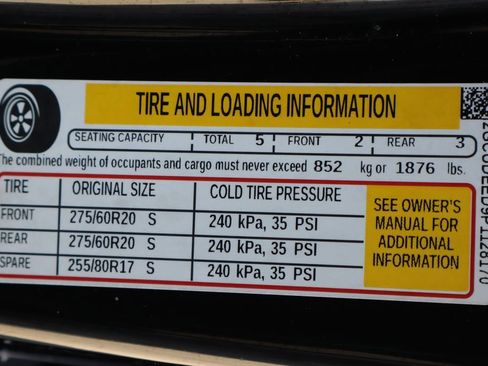 TIRE AND LOADING INFORMATION
SEATING CAPACITY TOTAL 5 FRONT 2 REAR 3
The combined weight of occupants and cargo must never exceed 852 kg or 1876 lbs.
TIRE ORIGINAL SIZE COLD TIRE PRESSURE
FRONT 275/60R20 S 240 kPa, 35 PSI
REAR 275/60R20 S 240 kPa, 35 PSI
SPARE 255/80R17 S 240 kPa, 35 PSI
SEE OWNER'S
MANUAL FOR
ADDITIONAL
INFORMATION